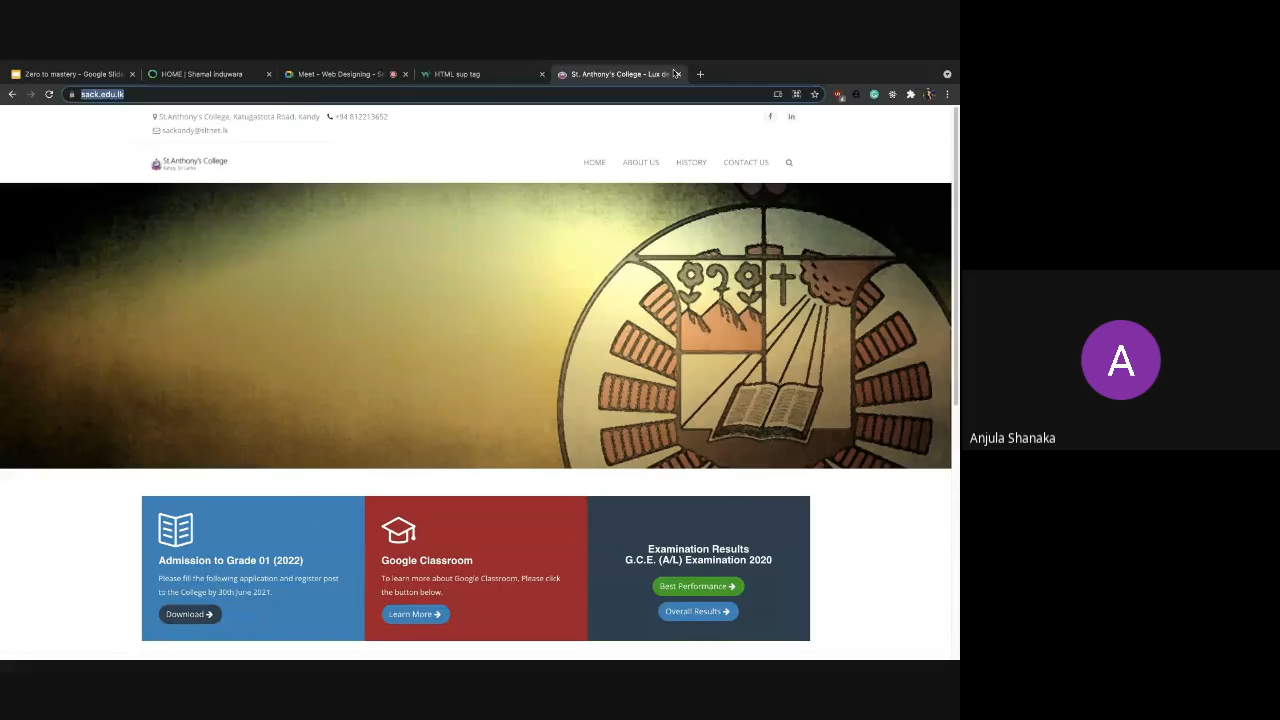 Zero to mastery - Google Slide
HOME | Shamal induwara
Meet - Web Designing - S
HTML sup tag
St. Anthony's College - Lux de
sack.edu.lk
St.Anthony's College, Katugastota Road, Kandy +94 812213652
sackandy@sltnet.lk
f in
St.Anthony's College
Kandy, Sri Lanka
HOME ABOUT US HISTORY CONTACT US
Admission to Grade 01 (2022)
Please fill the following application and register post
to the College by 30th June 2021.
Download
Google Classroom
To learn more about Google Classroom, Please click
the button below.
Learn More
Examination Results
G.C.E. (A/L) Examination 2020
Best Performance
Overall Results
A
Anjula Shanaka